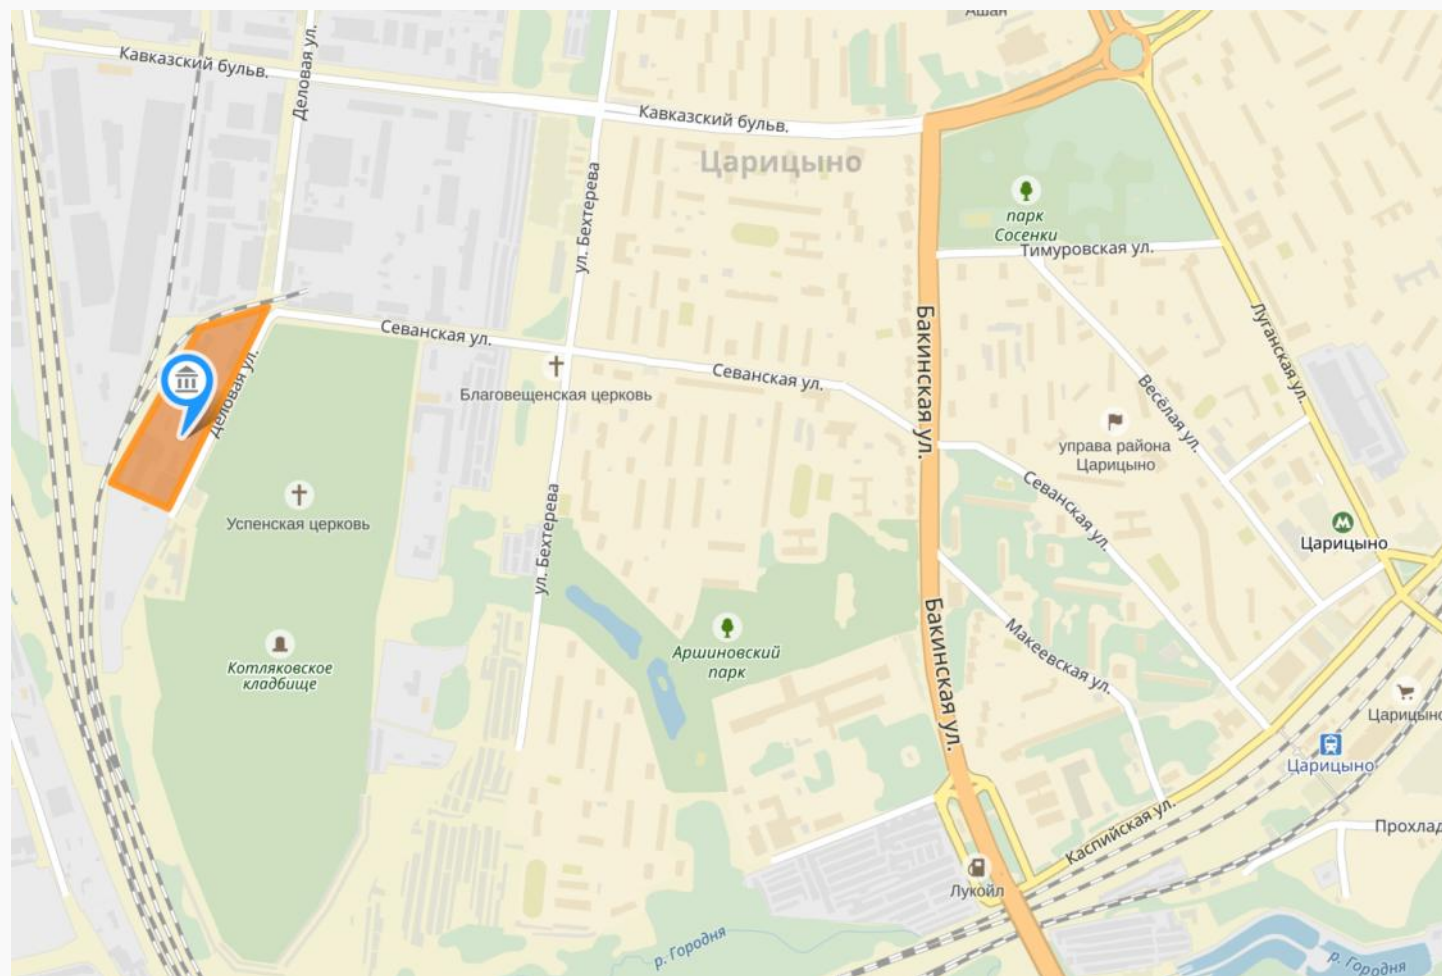 Ашан
Кавказский бульв.
Деловая ул.
Кавказский бульв.
Царицыно
ул. Бехтерева
парк
Сосенки
Тимуровская ул.
Севанская ул.
Бакинская ул.
Луганская ул.
Деловая ул.
Благовещенская церковь
Севанская ул.
Весёлая ул.
управа района
Царицыно
Успенская церковь
ул. Бехтерева
Севанская ул.
Царицыно
Котляковское
кладбище
Аршиновский
парк
Бакинская ул.
Макеевская ул.
Царицыно
Царицыно
Каспийская ул.
Прохлад
Лукойл
р. Городня
р. Городня